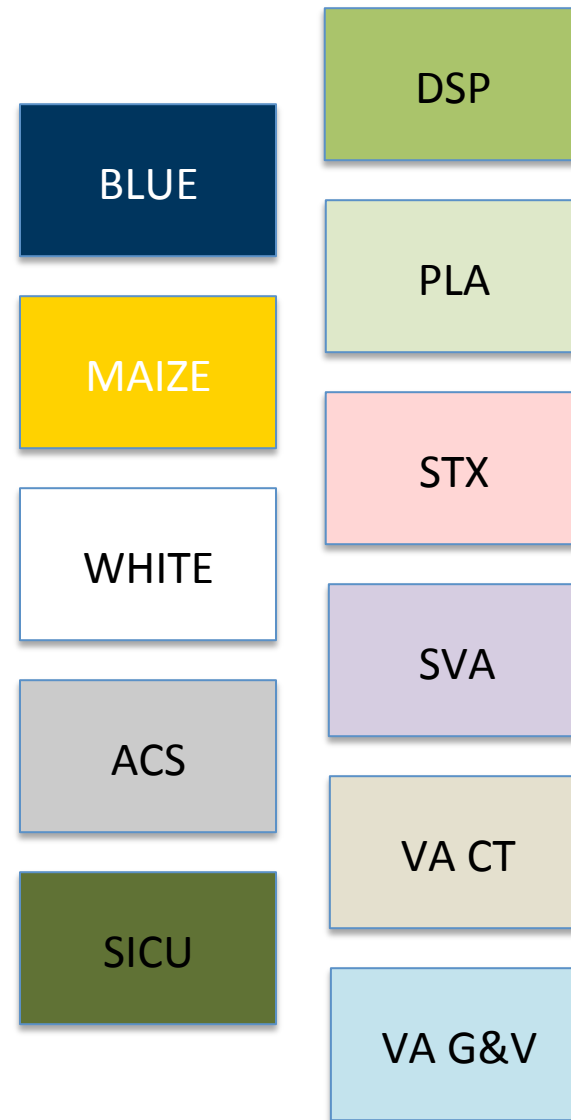 BLUE
MAIZE
WHITE
ACS
SICU
DSP
PLA
STX
SVA
VA CT
VA G&V